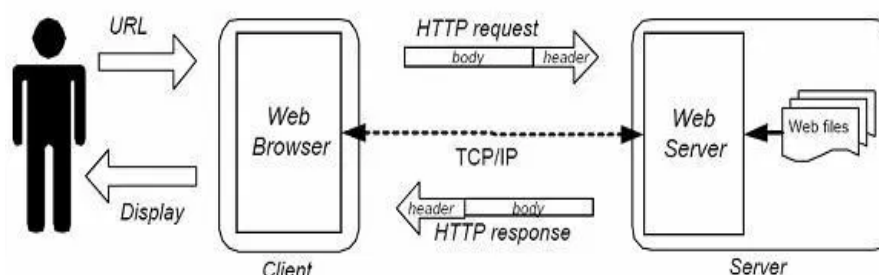 URL
HTTP request
body
header
Web
Browser
Web
Server
Web files
TCP/IP
Display
header
body
HTTP response
Client
Server